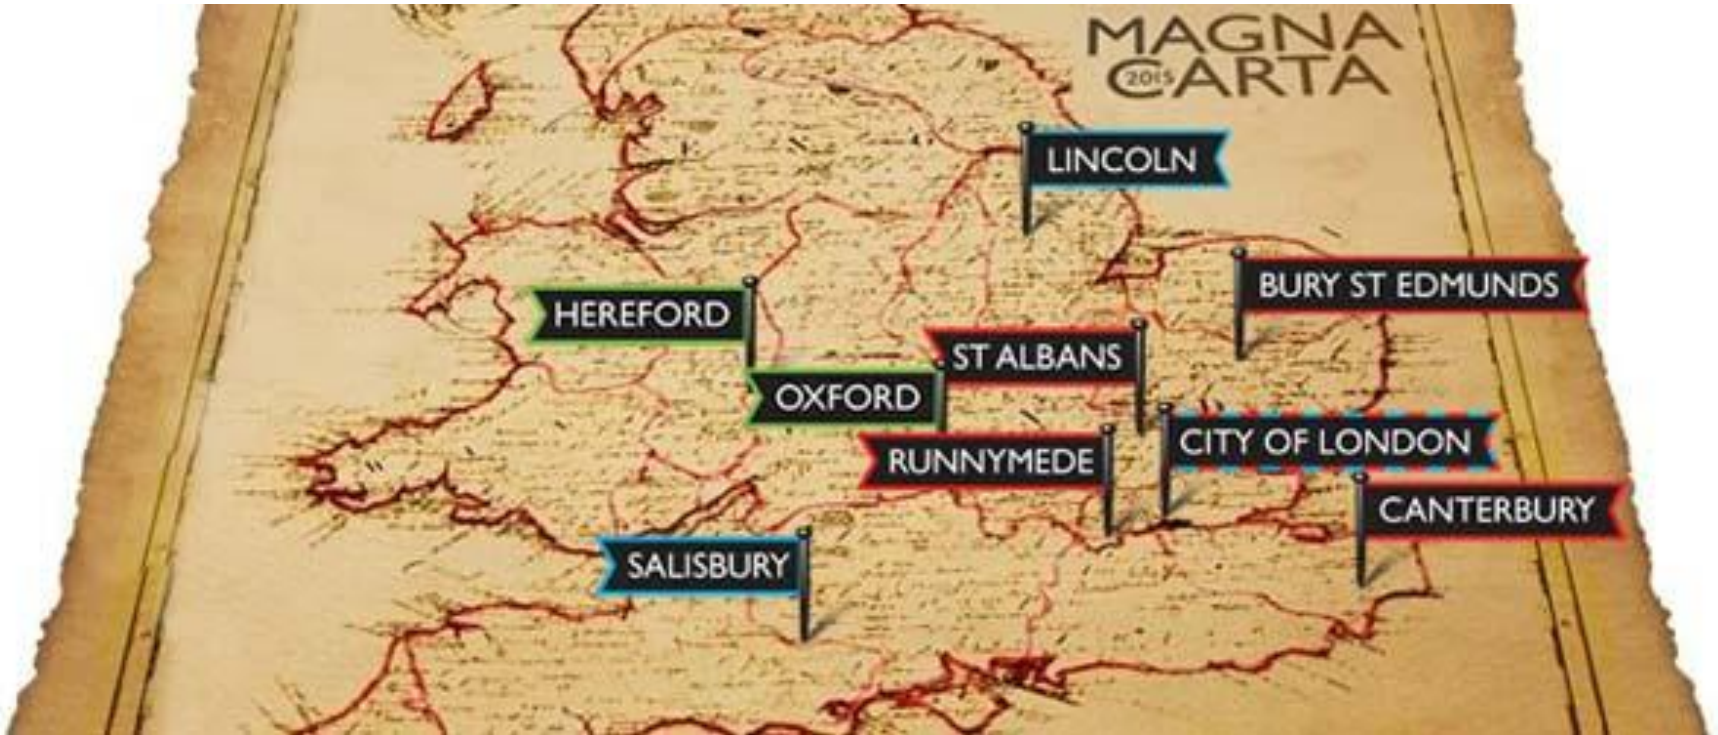 MAGNA
2015 CARTA
LINCOLN
BURY ST EDMUNDS
HEREFORD
ST ALBANS
OXFORD
CITY OF LONDON
RUNNYMEDE
CANTERBURY
SALISBURY